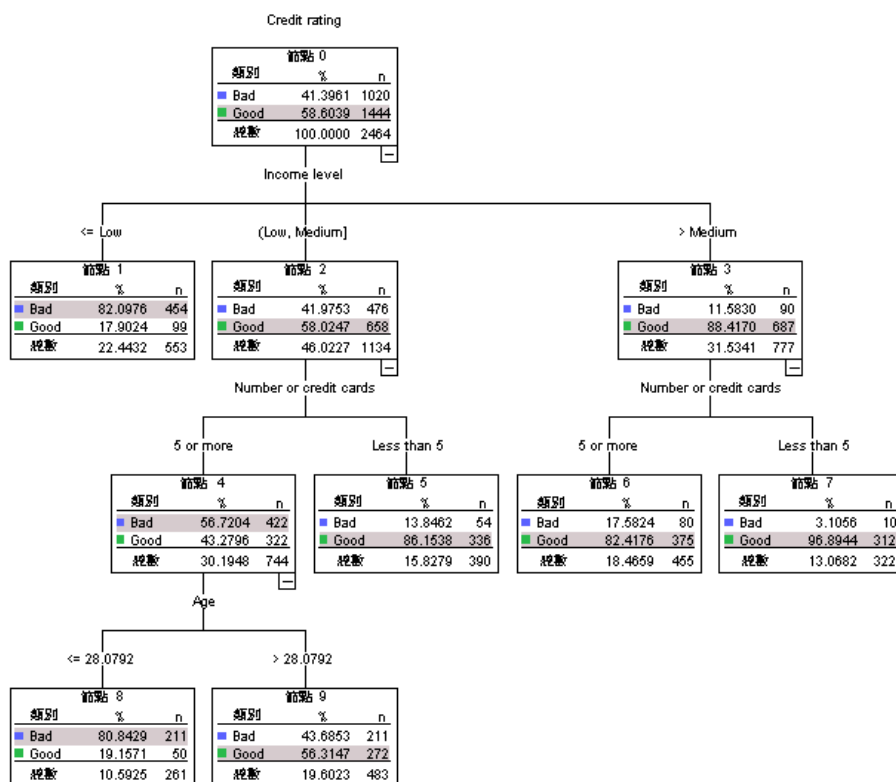 Credit rating
節點 0
類別 % n
Bad 41.3961 1020
Good 58.6039 1444
總數 100.0000 2464
Income level
<= Low
(Low, Medium]
> Medium
節點 1
類別 % n
Bad 82.0976 454
Good 17.9024 99
總數 22.4432 553
節點 2
類別 % n
Bad 41.9753 476
Good 58.0247 658
總數 46.0227 1134
節點 3
類別 % n
Bad 11.5830 90
Good 88.4170 687
總數 31.5341 777
Number or credit cards
Number or credit cards
5 or more
Less than 5
5 or more
Less than 5
節點 4
類別 % n
Bad 56.7204 422
Good 43.2796 322
總數 30.1948 744
節點 5
類別 % n
Bad 13.8462 54
Good 86.1538 336
總數 15.8279 390
節點 6
類別 % n
Bad 17.5824 80
Good 82.4176 375
總數 18.4659 455
節點 7
類別 % n
Bad 3.1056 10
Good 96.8944 312
總數 13.0682 322
Age
<= 28.0792
> 28.0792
節點 8
類別 % n
Bad 80.8429 211
Good 19.1571 50
總數 10.5925 261
節點 9
類別 % n
Bad 43.6853 211
Good 56.3147 272
總數 19.6023 483